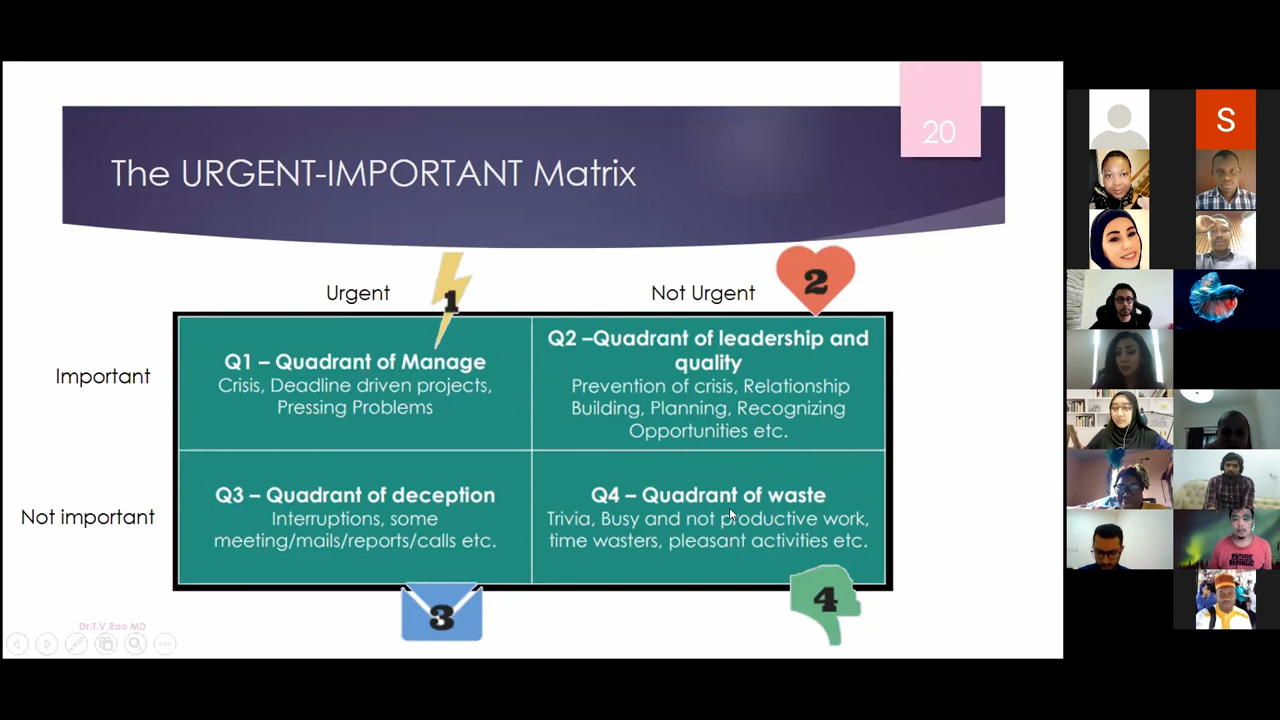 20
The URGENT-IMPORTANT Matrix
Urgent
1
Not Urgent
2
Important
Q1 – Quadrant of Manage
Crisis, Deadline driven projects,
Pressing Problems
Q2 –Quadrant of leadership and
quality
Prevention of crisis, Relationship
Building, Planning, Recognizing
Opportunities etc.
Not important
Q3 – Quadrant of deception
Interruptions, some
meeting/mails/reports/calls etc.
Q4 – Quadrant of waste
Trivia, Busy and not productive work,
time wasters, pleasant activities etc.
3
4
Dr.T.V.Rao MD
S